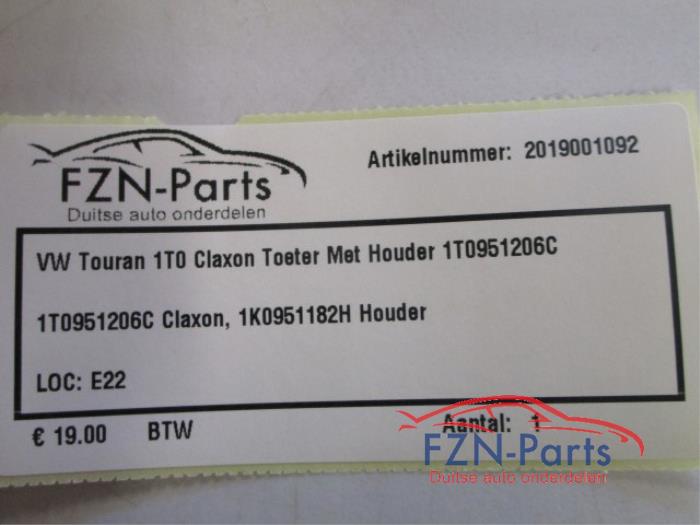 FZN-Parts
Duitse auto onderdelen
Artikelnummer: 2019001092
VW Touran 1T0 Claxon Toeter Met Houder 1T0951206C
1T0951206C Claxon, 1K0951182H Houder
LOC: E22
€ 19.00 BTW Aantal: 1
FZN-Parts
Duitse auto onderdelen